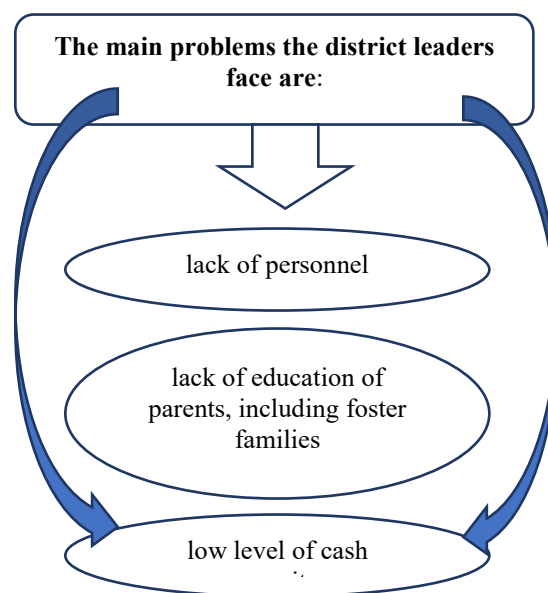 The main problems the district leaders
face are:
lack of personnel
lack of education of
parents, including foster
families
low level of cash